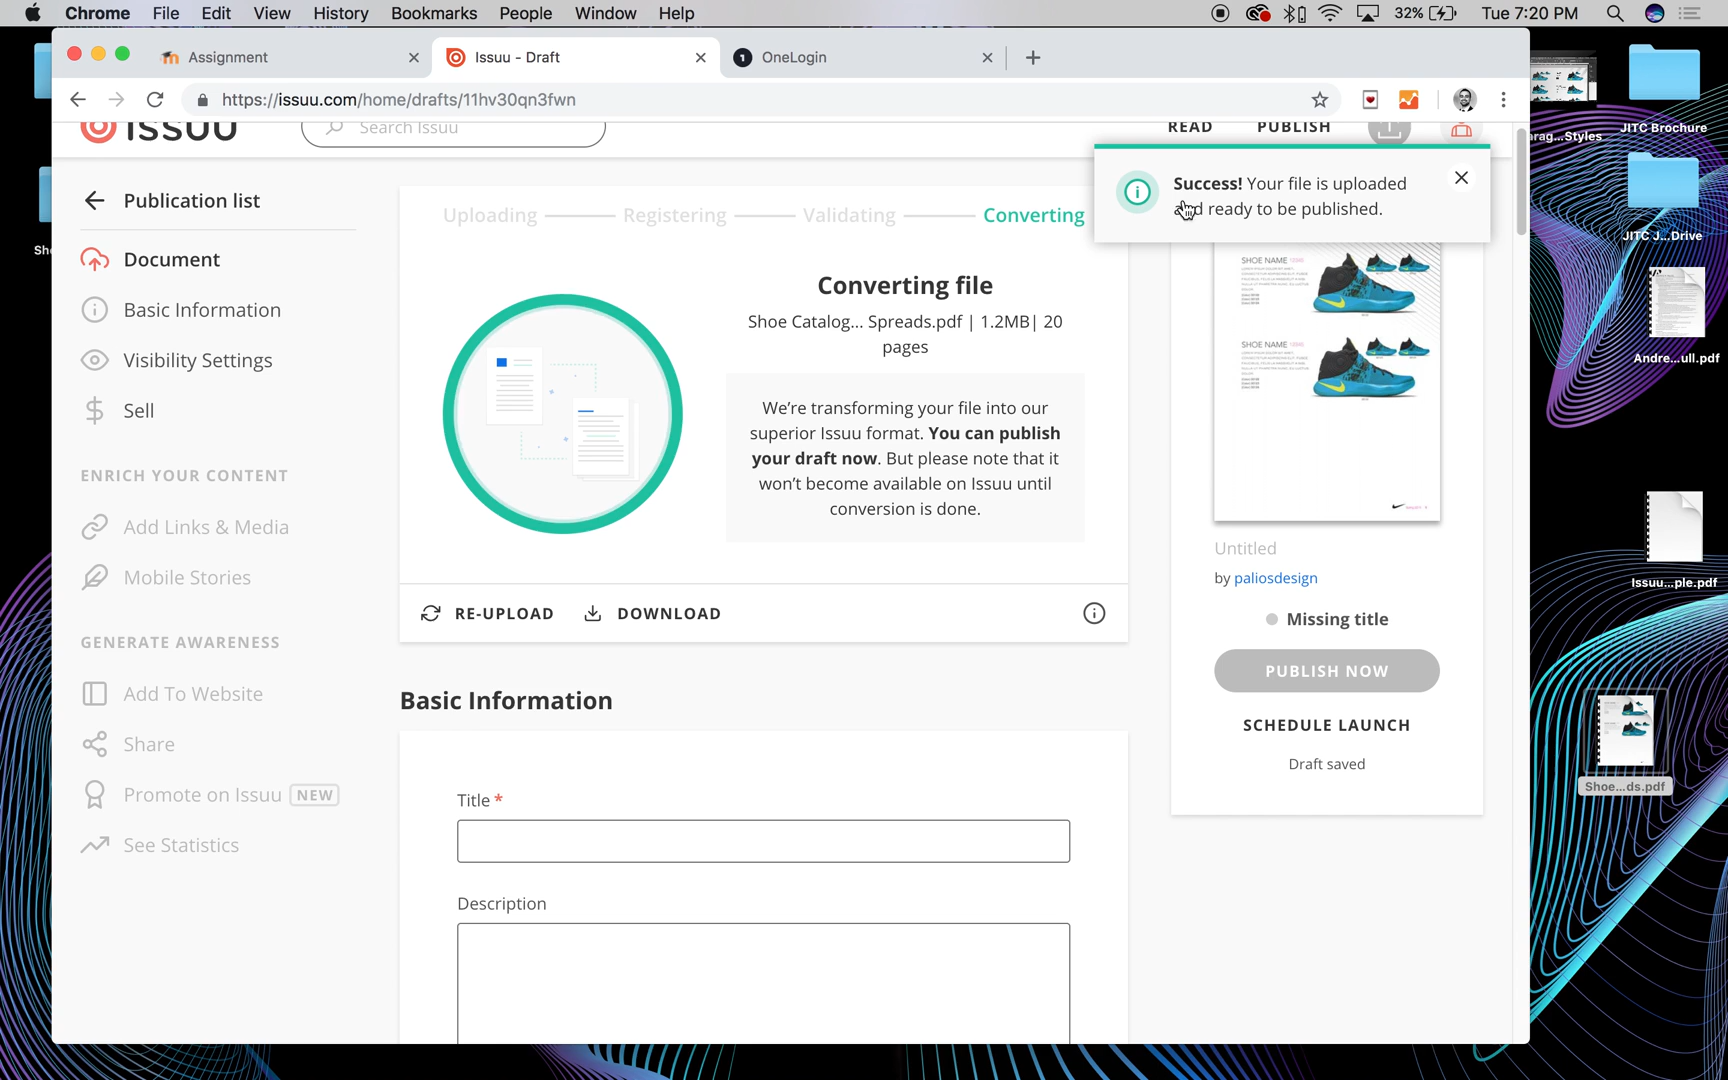 Chrome File Edit View History Bookmarks People Window Help 32% Tue 7:20 PM
Assignment Issuu - Draft OneLogin
https://issuu.com/home/drafts/11hv30qn3fwn
issuu Search Issuu READ PUBLISH
Success! Your file is uploaded
and ready to be published.
Publication list
Document
Basic Information
Visibility Settings
Sell
ENRICH YOUR CONTENT
Add Links & Media
Mobile Stories
GENERATE AWARENESS
Add To Website
Share
Promote on Issuu NEW
See Statistics
Uploading Registering Validating Converting
Converting file
Shoe Catalog... Spreads.pdf | 1.2MB| 20
pages
We're transforming your file into our
superior Issuu format. You can publish
your draft now. But please note that it
won't become available on Issuu until
conversion is done.
RE-UPLOAD DOWNLOAD
Basic Information
Title *
Description
SHOE NAME
SHOE NAME
Untitled
by paliosdesign
Missing title
PUBLISH NOW
SCHEDULE LAUNCH
Draft saved
rag...Styles
JITC Brochure
JITC J...Drive
Andre...ull.pdf
Issuu...ple.pdf
Shoe...ds.pdf
Sho